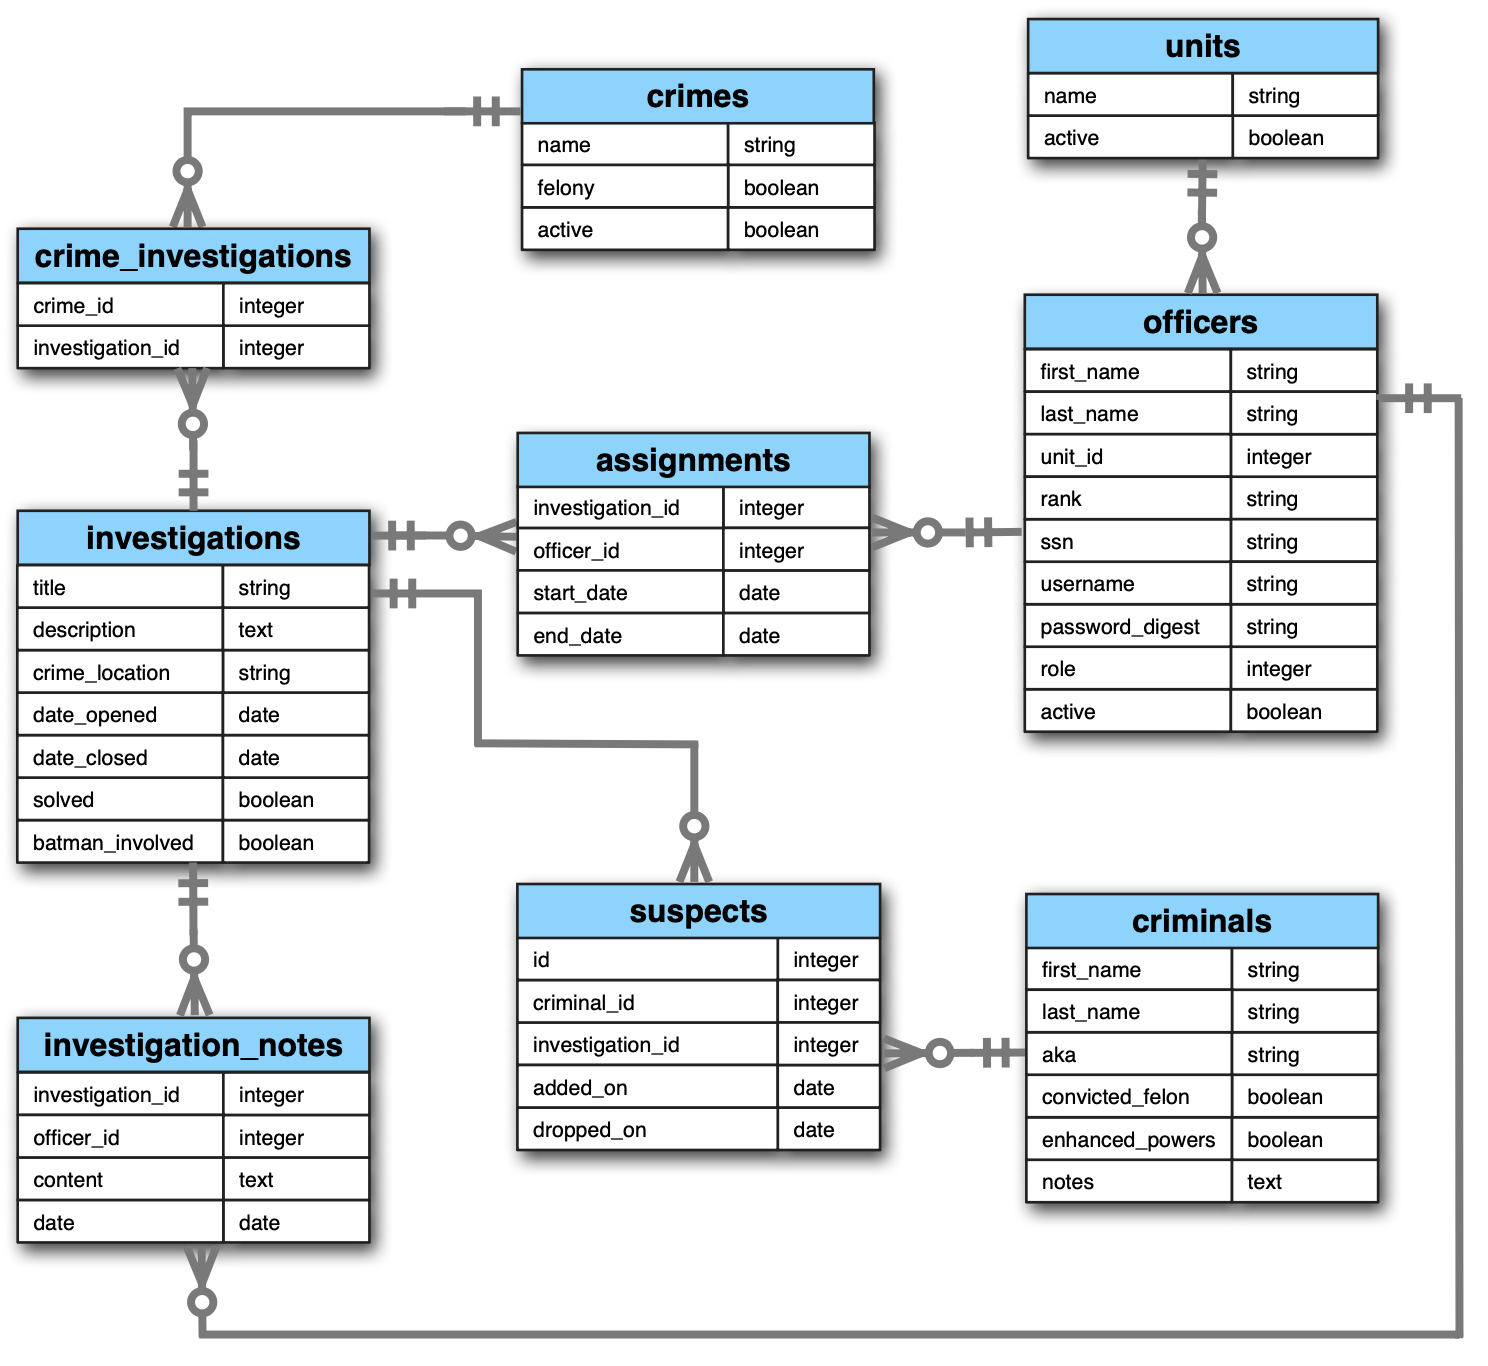 units
name string
active boolean
crimes
name string
felony boolean
active boolean
crime_investigations
crime_id integer
investigation_id integer
officers
first_name string
last_name string
unit_id integer
rank string
ssn string
username string
password_digest string
role integer
active boolean
assignments
investigation_id integer
officer_id integer
start_date date
end_date date
investigations
title string
description text
crime_location string
date_opened date
date_closed date
solved boolean
batman_involved boolean
suspects
id integer
criminal_id integer
investigation_id integer
added_on date
dropped_on date
criminals
first_name string
last_name string
aka string
convicted_felon boolean
enhanced_powers boolean
notes text
investigation_notes
investigation_id integer
officer_id integer
content text
date date